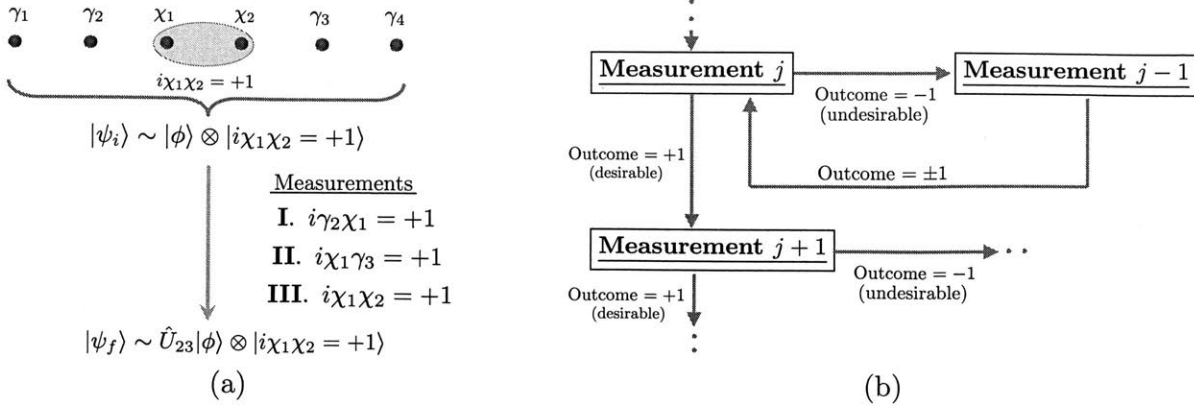 γ₁ γ₂ χ₁ χ₂ γ₃ γ₄
iχ₁χ₂ = +1
|ψᵢ⟩ ∼ |ϕ⟩ ⊗ |iχ₁χ₂ = +1⟩
Measurements
I. iγ₂χ₁ = +1
II. iχ₁γ₃ = +1
III. iχ₁χ₂ = +1
|ψ_f⟩ ∼ Û₂₃|ϕ⟩ ⊗ |iχ₁χ₂ = +1⟩
(a)
Measurement j
Outcome = −1
(undesirable)
Measurement j − 1
Outcome = +1
(desirable)
Outcome = ±1
Measurement j + 1
Outcome = −1
(undesirable)
Outcome = +1
(desirable)
(b)